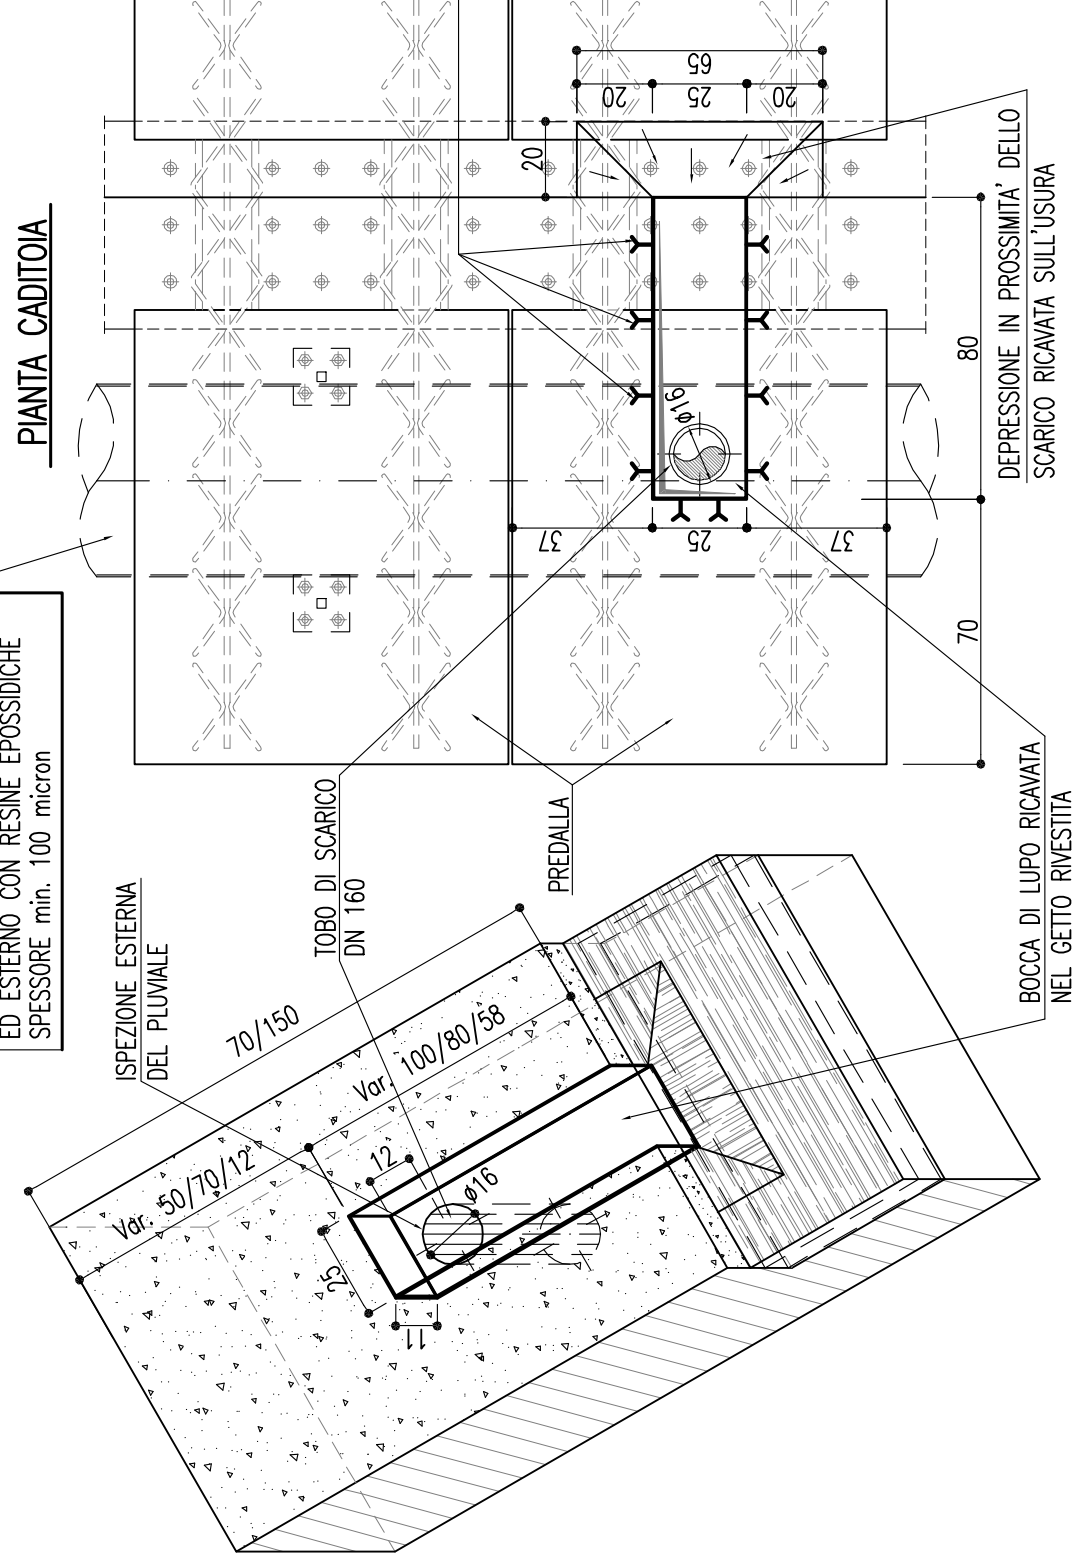 PIANTA CADITOIA
ED ESTERNO CON RESINE EPOSSIDICHE
SPESSORE min. 100 micron
ISPEZIONE ESTERNA
DEL PLUVIALE
TOBO DI SCARICO
DN 160
PREDALLA
DEPRESSIONE IN PROSSIMITA' DELLO
SCARICO RICAVATA SULL'USURA
BOCCA DI LUPO RICAVATA
NEL GETTO RIVESTITA
65
20
25
20
20
80
70
37
25
37
ø16
70/150
Var. 50/70/12
Var. 100/80/58
12
ø16
25
11